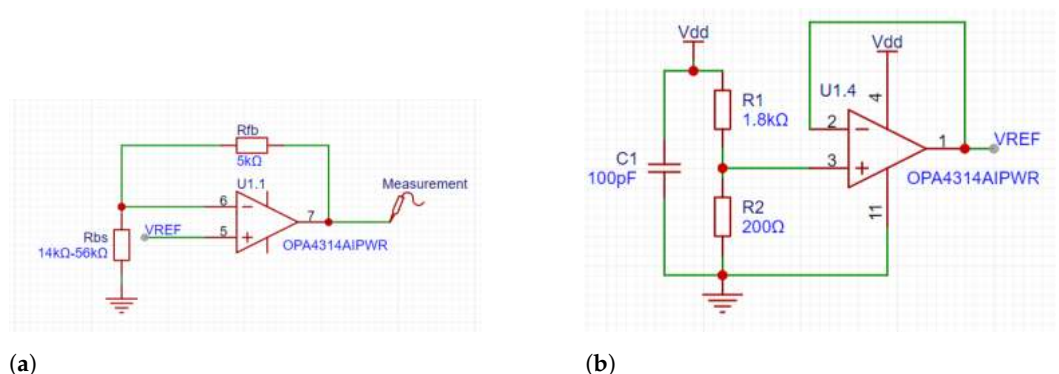 Rfb
5kΩ
U1.1
6
7
5
VREF
Rbs
14kΩ-56kΩ
OPA4314AIPWR
Measurement
(a)
Vdd
Vdd
U1.4
4
R1
1.8kΩ
2
1
VREF
3
C1
100pF
OPA4314AIPWR
R2
200Ω
11
(b)